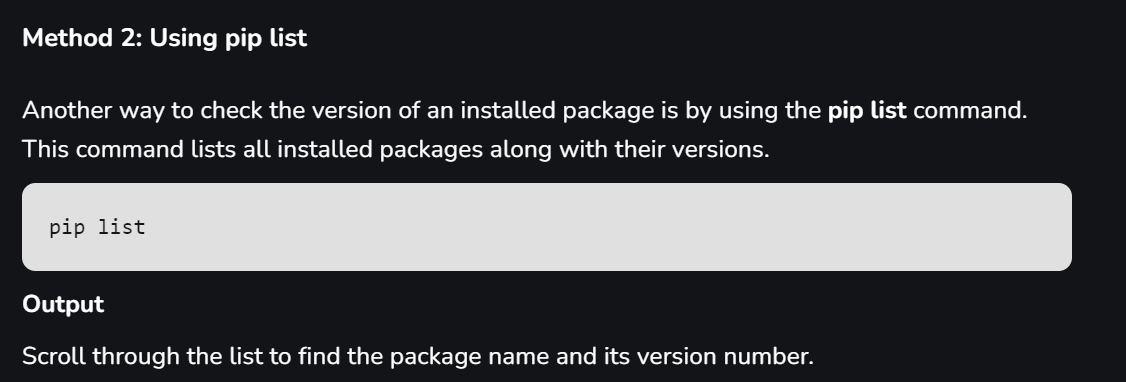 Method 2: Using pip list
Another way to check the version of an installed package is by using the pip list command.
This command lists all installed packages along with their versions.
pip list
Output
Scroll through the list to find the package name and its version number.